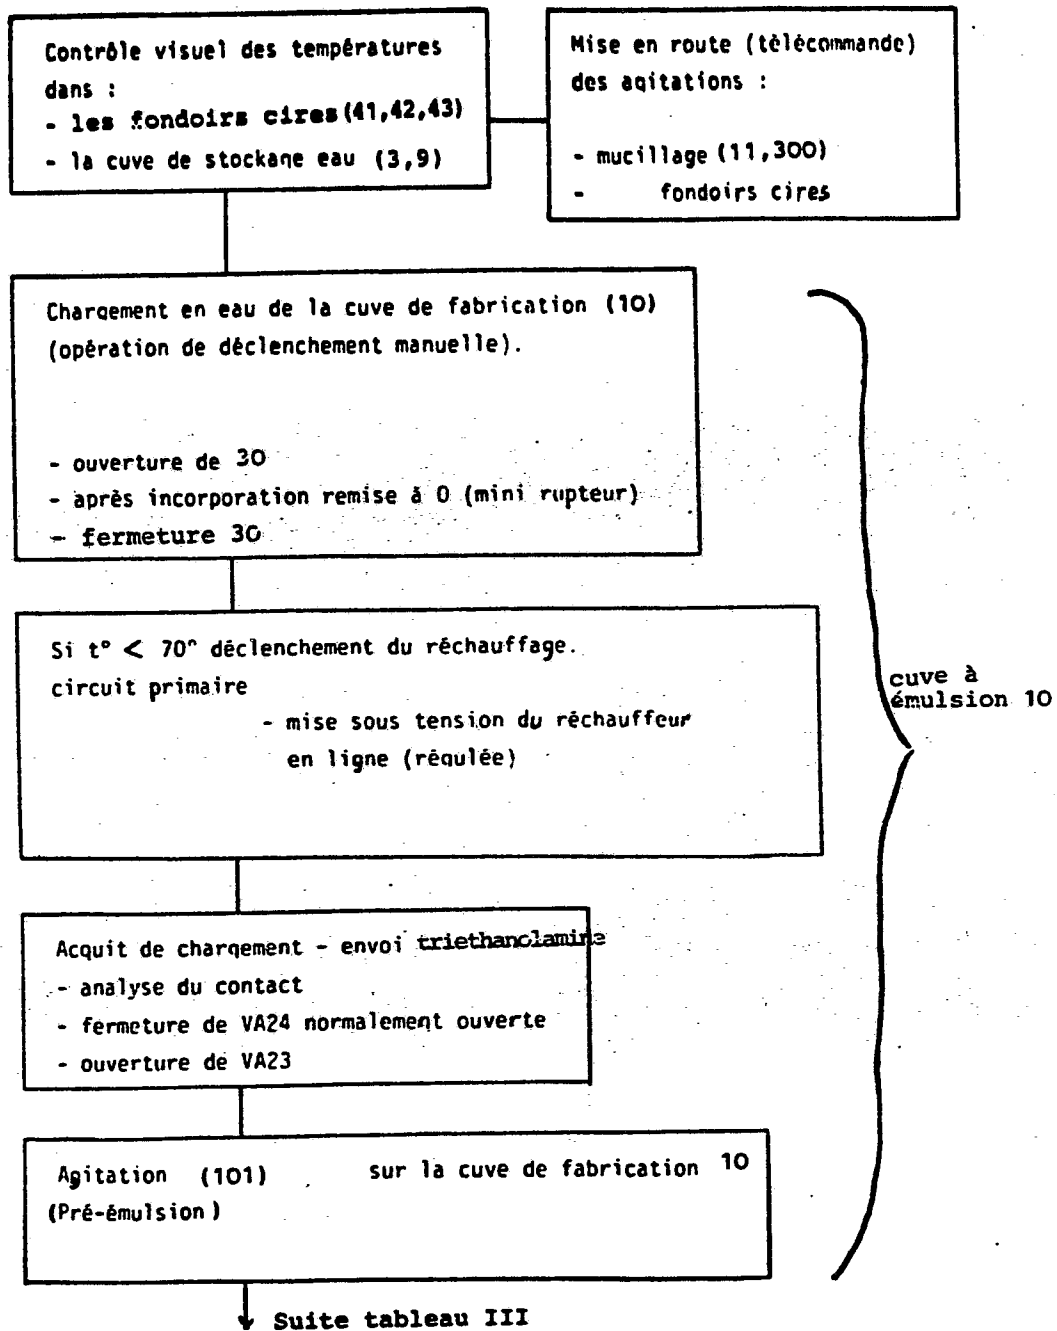 Contrôle visuel des températures
dans :
- les fondoirs cires(41,42,43)
- la cuve de stockage eau (3,9)
Mise en route (télécommande)
des agitations :
- mucillage (11,300)
- fondoirs cires
Chargement en eau de la cuve de fabrication (10)
(opération de déclenchement manuelle).
- ouverture de 30
- après incorporation remise à 0 (mini rupteur)
- fermeture 30
Si t° < 70° déclenchement du réchauffage.
circuit primaire
- mise sous tension du réchauffeur
en ligne (régulée)
Acquit de chargement - envoi triethanolamine
- analyse du contact
- fermeture de VA24 normalement ouverte
- ouverture de VA23
Agitation (101) sur la cuve de fabrication 10
(Pré-émulsion)
cuve à
émulsion 10
Suite tableau III